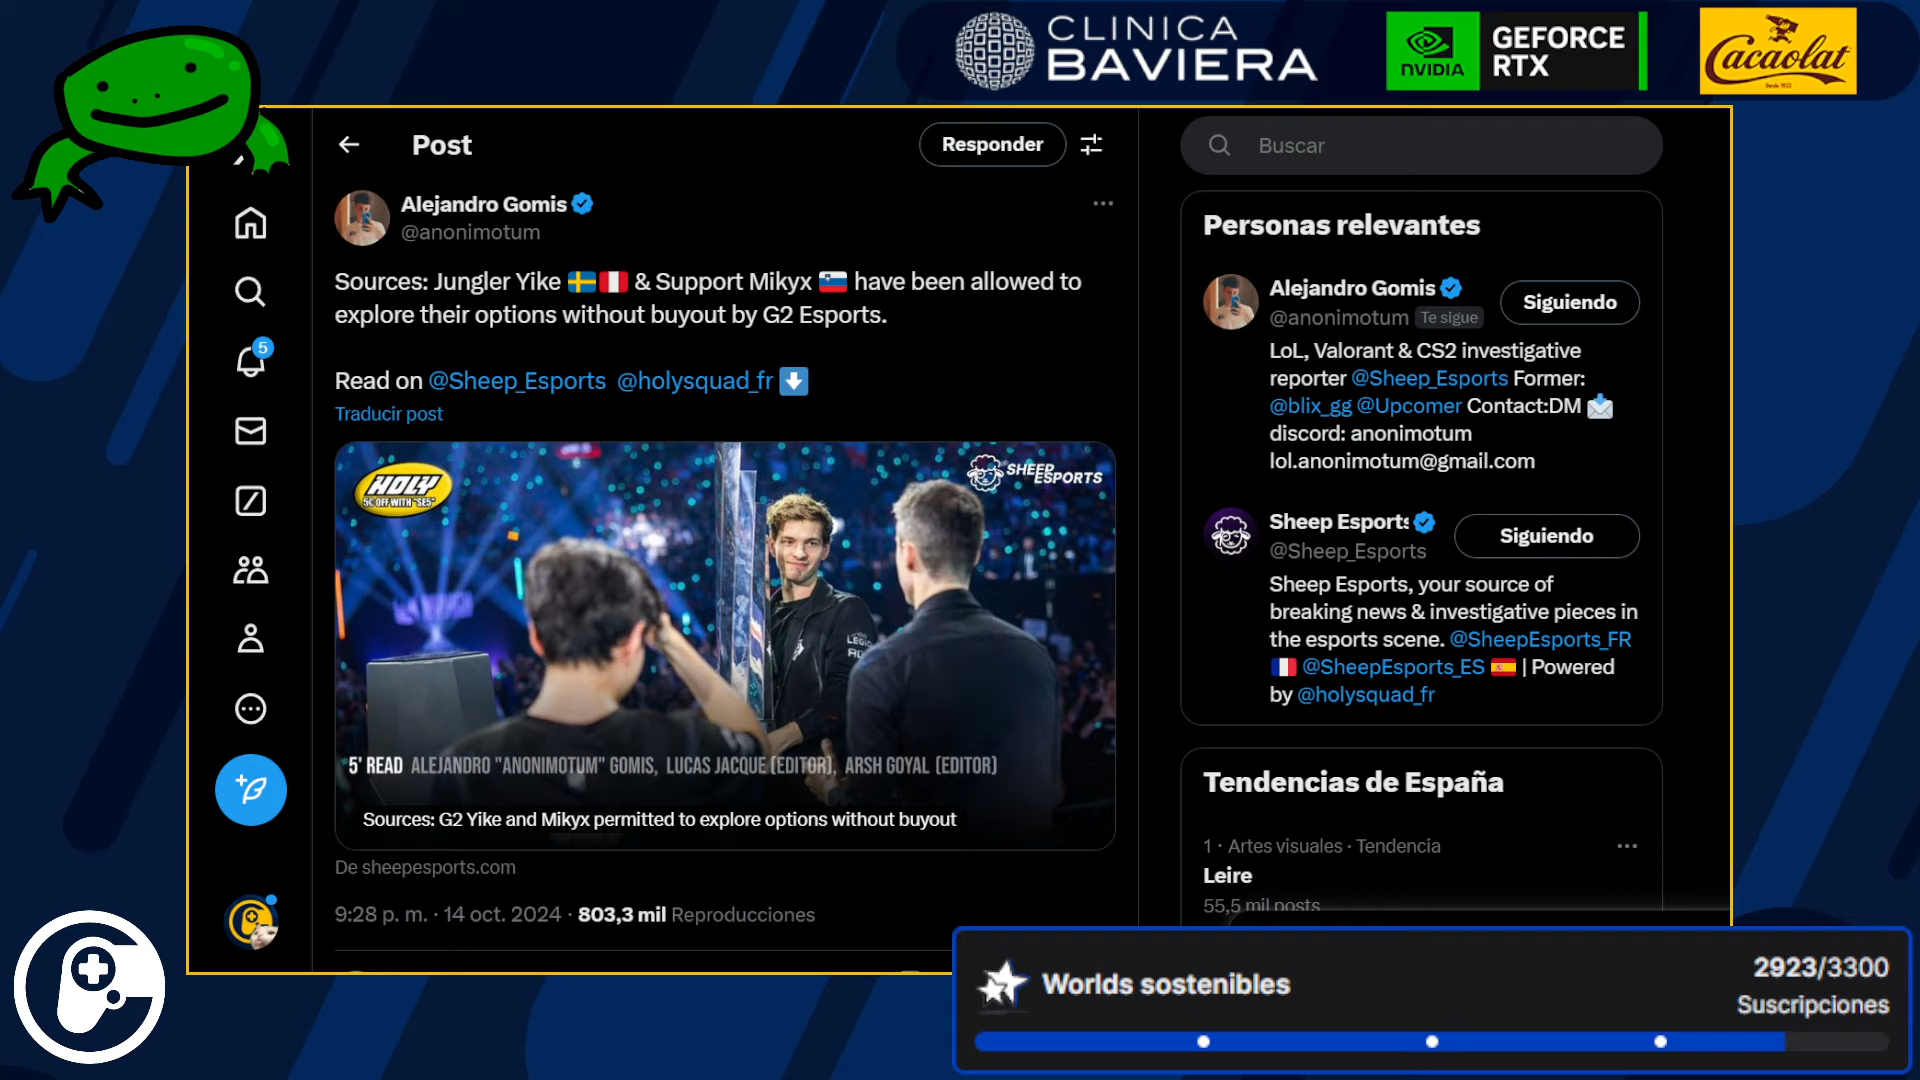 CLINICA
BAVIERA
NVIDIA
GEFORCE
RTX
Cacaolat
Desde 1933
Post
Responder
Buscar
Alejandro Gomis
@anonimotum
Sources: Jungler Yike 🇸🇪🇵🇪 & Support Mikyx 🇸🇮 have been allowed to
explore their options without buyout by G2 Esports.
Read on @Sheep_Esports @holysquad_fr ⬇️
Traducir post
HOLY
5€ OFF WITH "SE5"
SHEEP
ESPORTS
5' READ ALEJANDRO "ANONIMOTUM" GOMIS, LUCAS JACQUE (EDITOR), ARSH GOYAL (EDITOR)
Sources: G2 Yike and Mikyx permitted to explore options without buyout
De sheepesports.com
9:28 p. m. · 14 oct. 2024 · 803,3 mil Reproducciones
5
Personas relevantes
Alejandro Gomis
@anonimotum Te sigue
Siguiendo
LoL, Valorant & CS2 investigative
reporter @Sheep_Esports Former:
@blix_gg @Upcomer Contact:DM 📩
discord: anonimotum
lol.anonimotum@gmail.com
Sheep Esports
@Sheep_Esports
Siguiendo
Sheep Esports, your source of
breaking news & investigative pieces in
the esports scene. @SheepEsports_FR
🇫🇷 @SheepEsports_ES 🇪🇸 | Powered
by @holysquad_fr
Tendencias de España
1 · Artes visuales · Tendencia
Leire
55,5 mil posts
Worlds sostenibles
2923/3300
Suscripciones